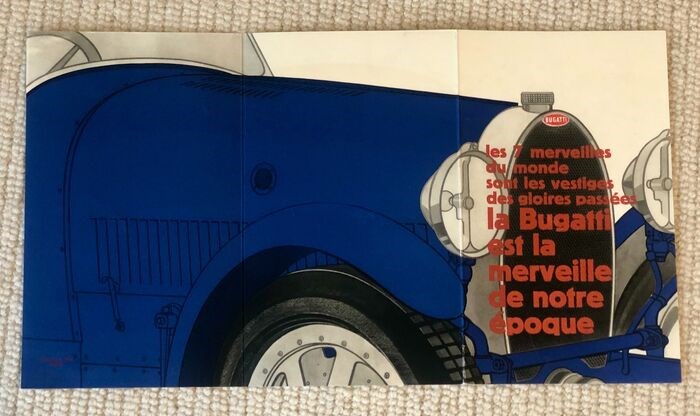 BUGATTI
les 7 merveilles
du monde
sont les vestiges
des gloires passées
la Bugatti
est la
merveille
de notre
époque